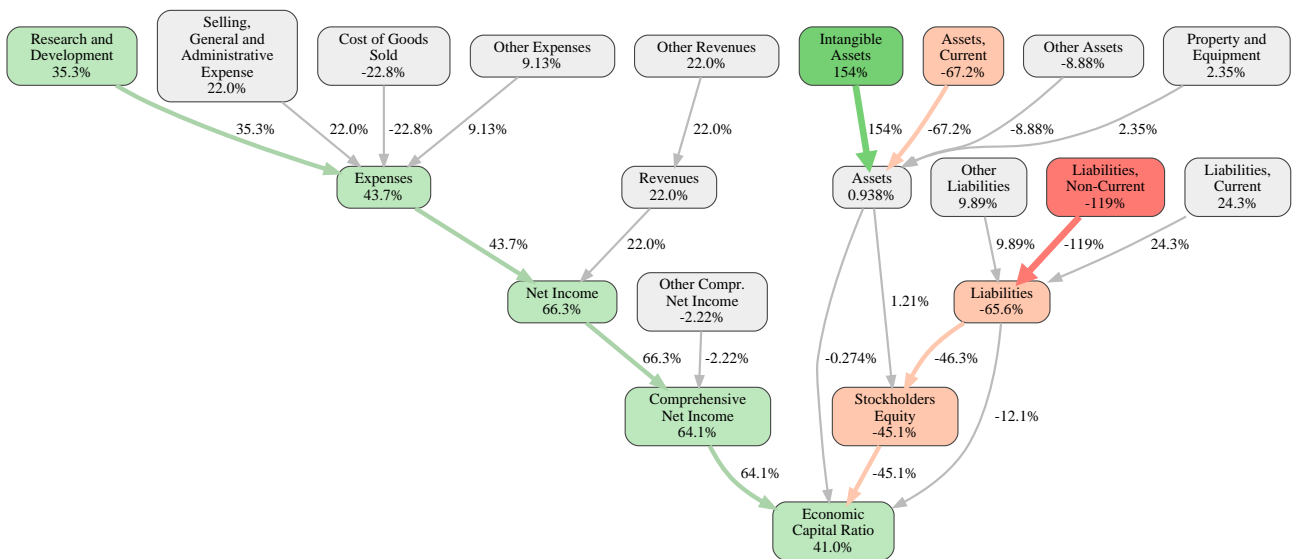 Research and
Development
35.3%
Selling,
General and
Administrative
Expense
22.0%
Cost of Goods
Sold
-22.8%
Other Expenses
9.13%
Other Revenues
22.0%
Intangible
Assets
154%
Assets,
Current
-67.2%
Other Assets
-8.88%
Property and
Equipment
2.35%
35.3%
22.0%
-22.8%
9.13%
22.0%
154%
-67.2%
-8.88%
2.35%
Expenses
43.7%
Revenues
22.0%
Assets
0.938%
Other
Liabilities
9.89%
Liabilities,
Non-Current
-119%
Liabilities,
Current
24.3%
43.7%
22.0%
9.89%
-119%
24.3%
Net Income
66.3%
Other Compr.
Net Income
-2.22%
1.21%
Liabilities
-65.6%
66.3%
-2.22%
-0.274%
-46.3%
Comprehensive
Net Income
64.1%
Stockholders
Equity
-45.1%
-12.1%
64.1%
-45.1%
Economic
Capital Ratio
41.0%